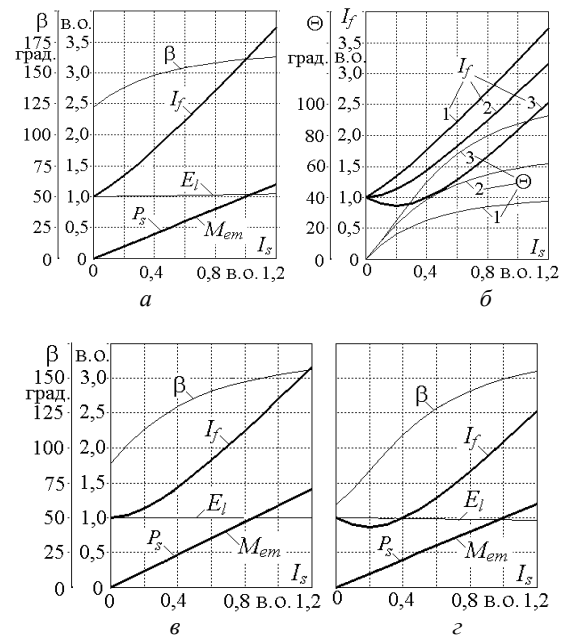 β в.о. Θ I_f
175 3,5 3,5
град. град. в.о.
β I_f
150 3,0 3,0
I_f 1 2 3
125 2,5 100 2,5
100 2,0 80 2,0
3
75 1,5 60 1,5
E_l Θ
2
50 1,0 40 1,0
P_s M_em 1
25 0,5 20 0,5
I_s I_s
0 0 0 0
0 0,4 0,8 в.о. 1,2 0 0,4 0,8 в.о. 1,2
а б
β в.о.
150 3,0
град. β β
125 2,5
I_f I_f
100 2,0
75 1,5
E_l E_l
50 1,0
P_s M_em P_s M_em
25 0,5
I_s I_s
0 0
0 0,4 0,8 в.о. 1,2 0 0,4 0,8 в.о. 1,2
в г